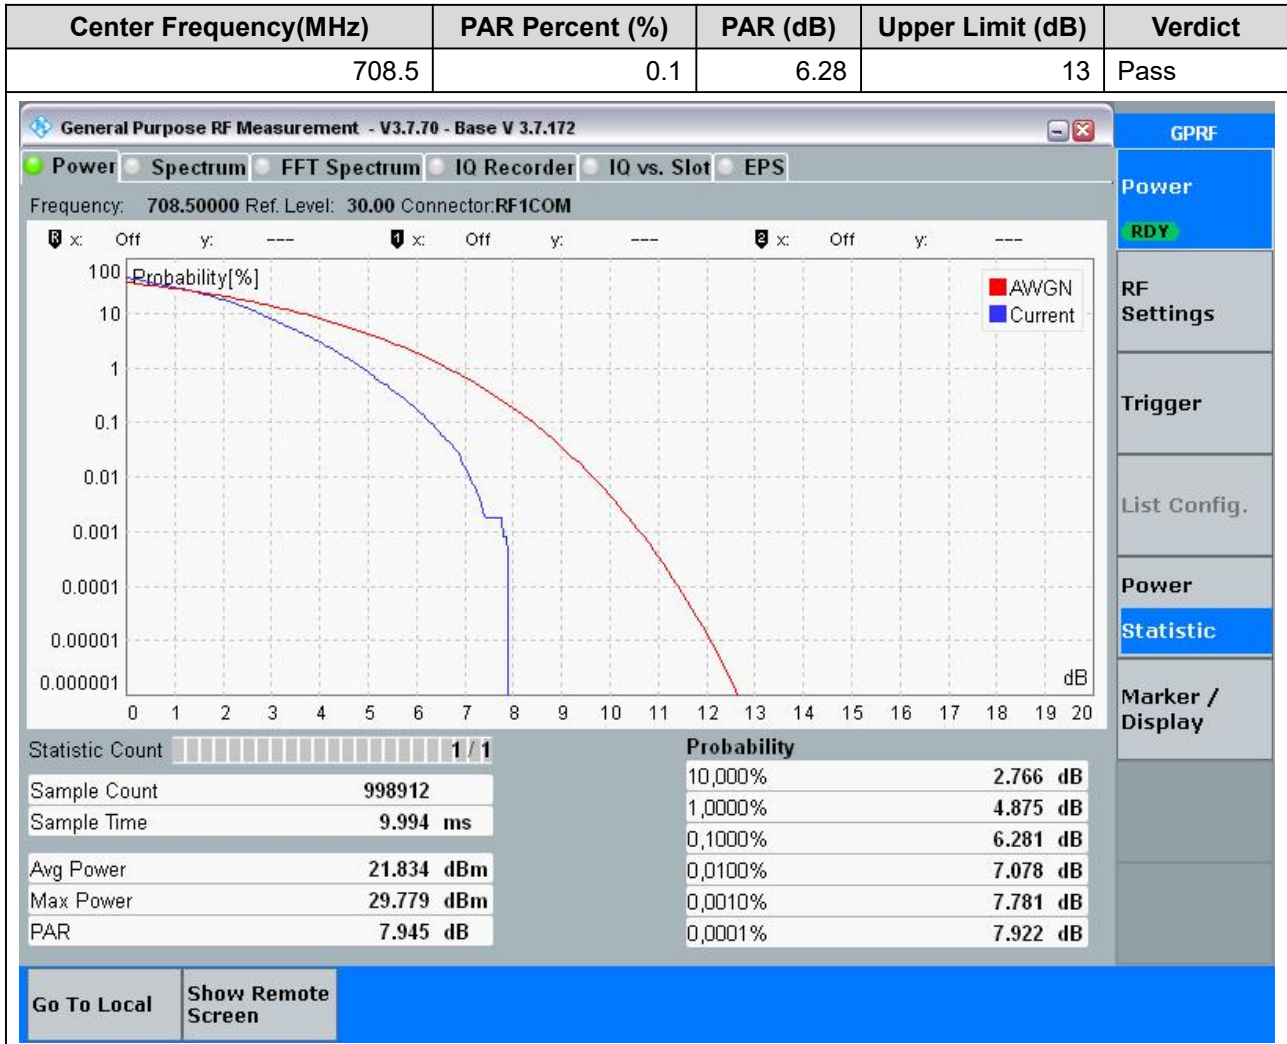 Center Frequency(MHz) PAR Percent (%) PAR (dB) Upper Limit (dB) Verdict
708.5 0.1 6.28 13 Pass
General Purpose RF Measurement - V3.7.70 - Base V 3.7.172
GPRF
Power Spectrum FFT Spectrum IQ Recorder IQ vs. Slot EPS
Frequency: 708.50000 Ref. Level: 30.00 Connector:RF1COM
R x: Off y: --- 1 x: Off y: --- 2 x: Off y: ---
Probability[%]
AWGN
Current
100
10
1
0.1
0.01
0.001
0.0001
0.00001
0.000001
dB
0 1 2 3 4 5 6 7 8 9 10 11 12 13 14 15 16 17 18 19 20
Statistic Count 1 / 1
Sample Count 998912
Sample Time 9.994 ms
Avg Power 21.834 dBm
Max Power 29.779 dBm
PAR 7.945 dB
Probability
10,000% 2.766 dB
1,0000% 4.875 dB
0,1000% 6.281 dB
0,0100% 7.078 dB
0,0010% 7.781 dB
0,0001% 7.922 dB
Power
RDY
RF
Settings
Trigger
List Config.
Power
Statistic
Marker /
Display
Go To Local
Show Remote
Screen